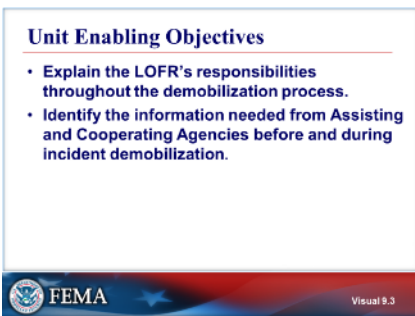 Unit Enabling Objectives
• Explain the LOFR's responsibilities
throughout the demobilization process.
• Identify the information needed from Assisting
and Cooperating Agencies before and during
incident demobilization.
FEMA
Visual 9.3